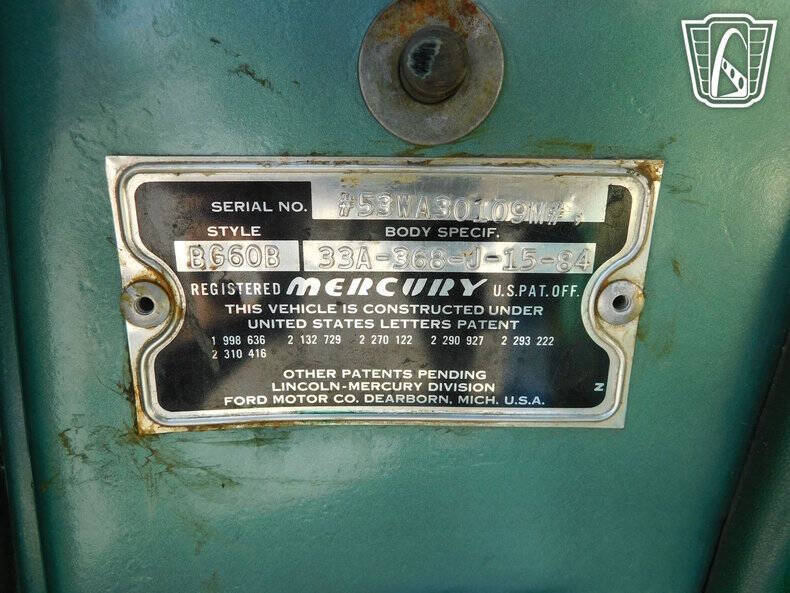 SERIAL NO. #53WA30109M#
STYLE BODY SPECIF.
BG60B 33A-368-J-15-84
REGISTERED MERCURY U.S.PAT.OFF.
THIS VEHICLE IS CONSTRUCTED UNDER
UNITED STATES LETTERS PATENT
1 998 636 2 132 729 2 270 122 2 290 927 2 293 222
2 310 416
OTHER PATENTS PENDING
LINCOLN-MERCURY DIVISION
FORD MOTOR CO. DEARBORN, MICH. U.S.A.
N